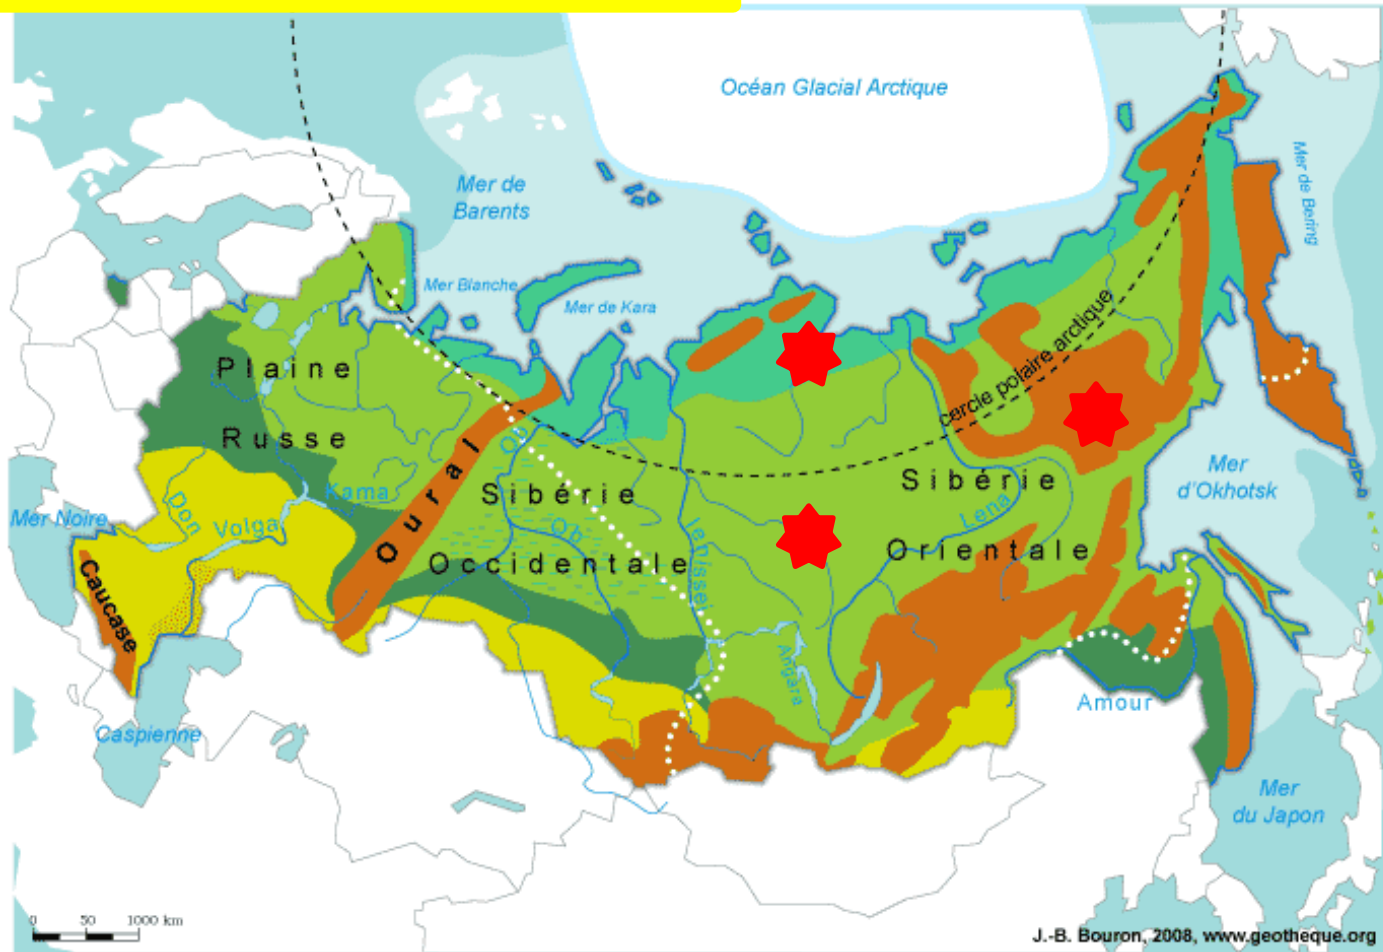 Océan Glacial Arctique
Mer de
Barents
Mer de Bering
Mer Blanche
Mer de Kara
cercle polaire arctique
Plaine
Russe
Oural
Ob
Kama
Sibérie
Occidentale
Ob
Sibérie
Orientale
Lena
Mer
d'Okhotsk
Mer Noire
Don
Volga
Ienissei
Caucase
Angara
Amour
Caspienne
Mer
du Japon
0 50 1000 km
J.-B. Bouron, 2008, www.geotheque.org